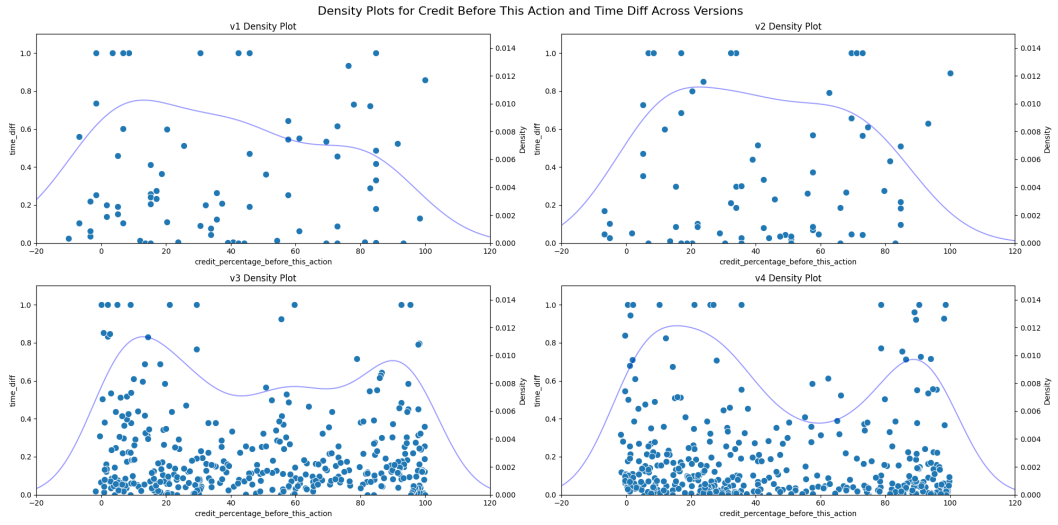 Density Plots for Credit Before This Action and Time Diff Across Versions
v1 Density Plot
1.0
0.8
0.6
0.4
0.2
0.0
time_diff
0.014
0.012
0.010
0.008
0.006
0.004
0.002
0.000
Density
−20 0 20 40 60 80 100 120
credit_percentage_before_this_action
v2 Density Plot
1.0
0.8
0.6
0.4
0.2
0.0
time_diff
0.014
0.012
0.010
0.008
0.006
0.004
0.002
0.000
Density
−20 0 20 40 60 80 100 120
credit_percentage_before_this_action
v3 Density Plot
1.0
0.8
0.6
0.4
0.2
0.0
time_diff
0.014
0.012
0.010
0.008
0.006
0.004
0.002
0.000
Density
−20 0 20 40 60 80 100 120
credit_percentage_before_this_action
v4 Density Plot
1.0
0.8
0.6
0.4
0.2
0.0
time_diff
0.014
0.012
0.010
0.008
0.006
0.004
0.002
0.000
Density
−20 0 20 40 60 80 100 120
credit_percentage_before_this_action